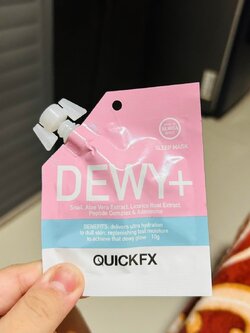 SLEEP MASK
DEWY+
Snail, Aloe Vera Extract, Licorice Root Extract,
Peptide Complex & Adenosine
BENEFITS: delivers ultra hydration
to dull skin, replenishing lost moisture
to achieve that dewy glow • 10g
QUICKFX